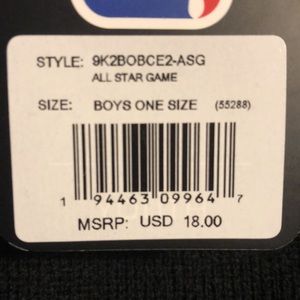 STYLE: 9K2BOBCE2-ASG
ALL STAR GAME
SIZE: BOYS ONE SIZE (55288)
1 94463 09964 7
MSRP: USD 18.00